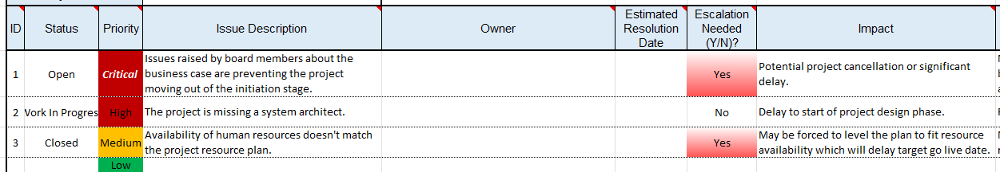 ID Status Priority Issue Description Owner Estimated Resolution Date Escalation Needed (Y/N)? Impact
1 Open Critical Issues raised by board members about the business case are preventing the project moving out of the initiation stage. Yes Potential project cancellation or significant delay.
2 Work In Progres High The project is missing a system architect. No Delay to start of project design phase.
3 Closed Medium Availability of human resources doesn't match the project resource plan. Yes May be forced to level the plan to fit resource availability which will delay target go live date.
Low